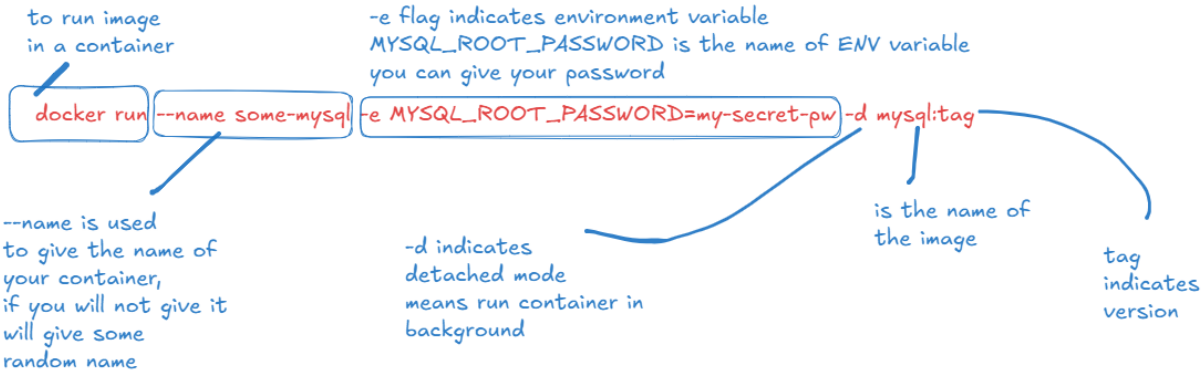 to run image
in a container
-e flag indicates environment variable
MYSQL_ROOT_PASSWORD is the name of ENV variable
you can give your password
docker run --name some-mysql -e MYSQL_ROOT_PASSWORD=my-secret-pw -d mysql:tag
--name is used
to give the name of
your container,
if you will not give it
will give some
random name
-d indicates
detached mode
means run container in
background
is the name of
the image
tag
indicates
version